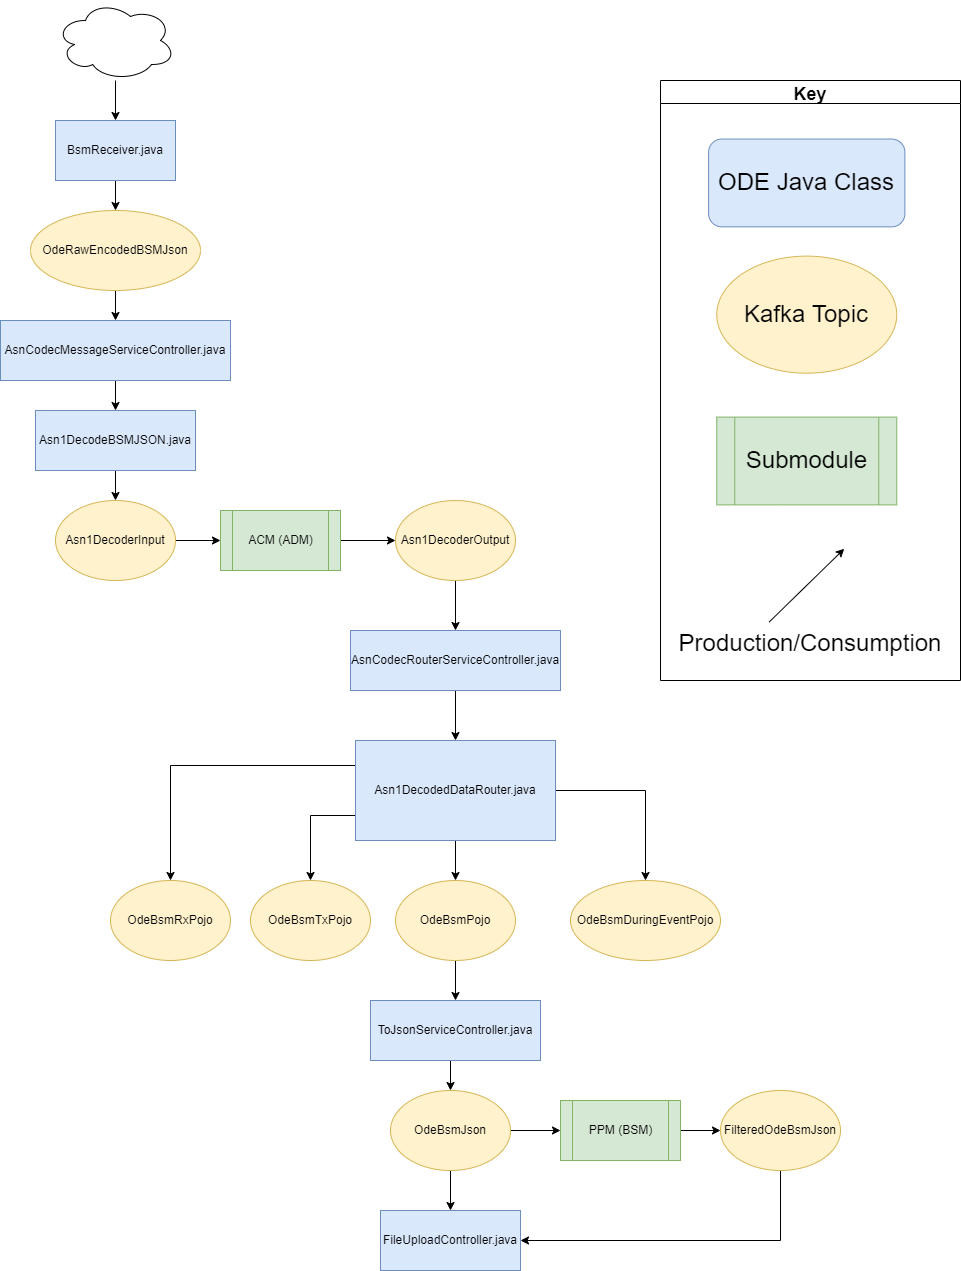 Key
BsmReceiver.java
ODE Java Class
OdeRawEncodedBSMJson
Kafka Topic
AsnCodecMessageServiceController.java
Asn1DecodeBSMJSON.java
Submodule
Asn1DecoderInput
ACM (ADM)
Asn1DecoderOutput
Production/Consumption
AsnCodecRouterServiceController.java
Asn1DecodedDataRouter.java
OdeBsmRxPojo
OdeBsmTxPojo
OdeBsmPojo
OdeBsmDuringEventPojo
ToJsonServiceController.java
OdeBsmJson
PPM (BSM)
FilteredOdeBsmJson
FileUploadController.java